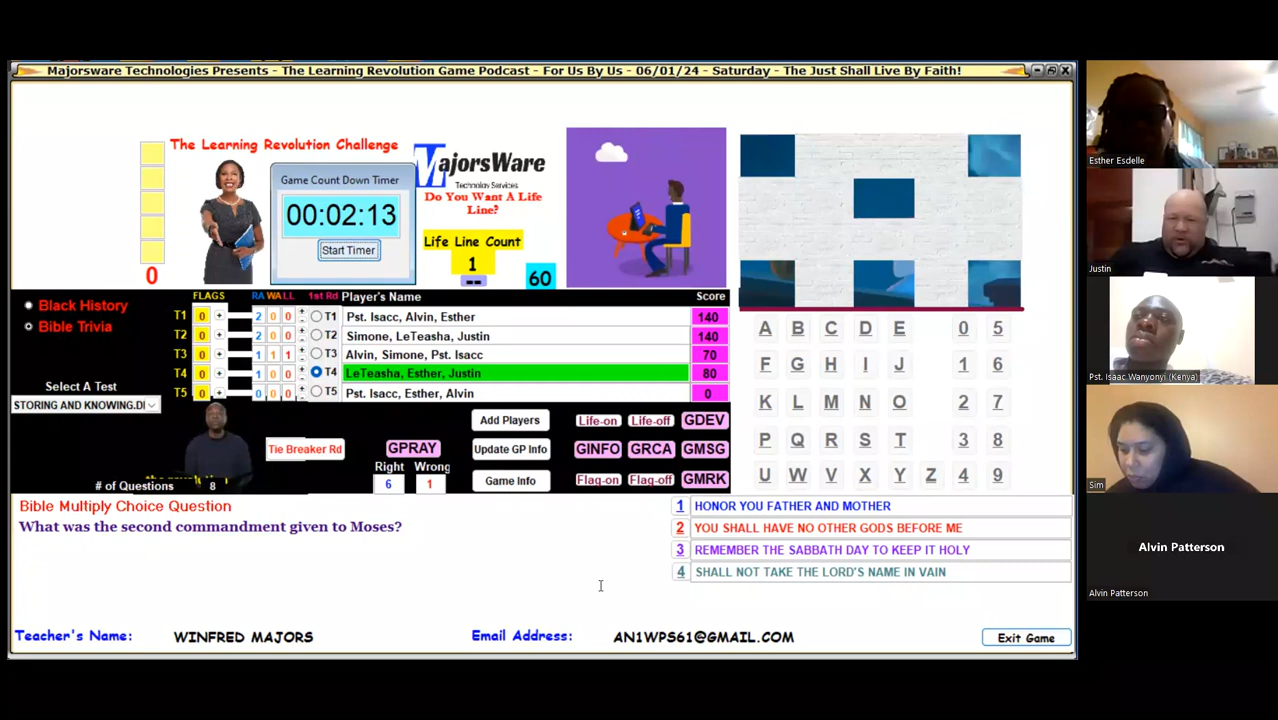 Majorsware Technologies Presents - The Learning Revolution Game Podcast - For Us By Us - 06/01/24 - Saturday - The Just Shall Live By Faith!
The Learning Revolution Challenge
0
Game Count Down Timer
00:02:13
Start Timer
MajorsWare
Technology Services
Do You Want A Life
Line?
Life Line Count
1
--
60
Black History
Bible Trivia
Select A Test
STORING AND KNOWING.D
FLAGS RA WA LL 1st Rd Player's Name Score
T1 0 + 2 0 0 T1 Pst. Isacc, Alvin, Esther 140
T2 0 + 2 0 0 T2 Simone, LeTeasha, Justin 140
T3 0 + 1 1 1 T3 Alvin, Simone, Pst. Isacc 70
T4 0 + 1 0 0 T4 LeTeasha, Esther, Justin 80
T5 0 + 0 0 0 T5 Pst. Isacc, Esther, Alvin 0
# of Questions 8
Tie Breaker Rd
GPRAY
Right Wrong
6 1
Add Players Life-on Life-off GDEV
Update GP Info GINFO GRCA GMSG
Game Info Flag-on Flag-off GMRK
A B C D E 0 5
F G H I J 1 6
K L M N O 2 7
P Q R S T 3 8
U W V X Y Z 4 9
Bible Multiply Choice Question
What was the second commandment given to Moses?
1 HONOR YOU FATHER AND MOTHER
2 YOU SHALL HAVE NO OTHER GODS BEFORE ME
3 REMEMBER THE SABBATH DAY TO KEEP IT HOLY
4 SHALL NOT TAKE THE LORD'S NAME IN VAIN
Teacher's Name: WINFRED MAJORS Email Address: AN1WPS61@GMAIL.COM Exit Game
Esther Esdelle
Justin
Pst. Isaac Wanyonyi (Kenya)
Sim
Alvin Patterson
Alvin Patterson